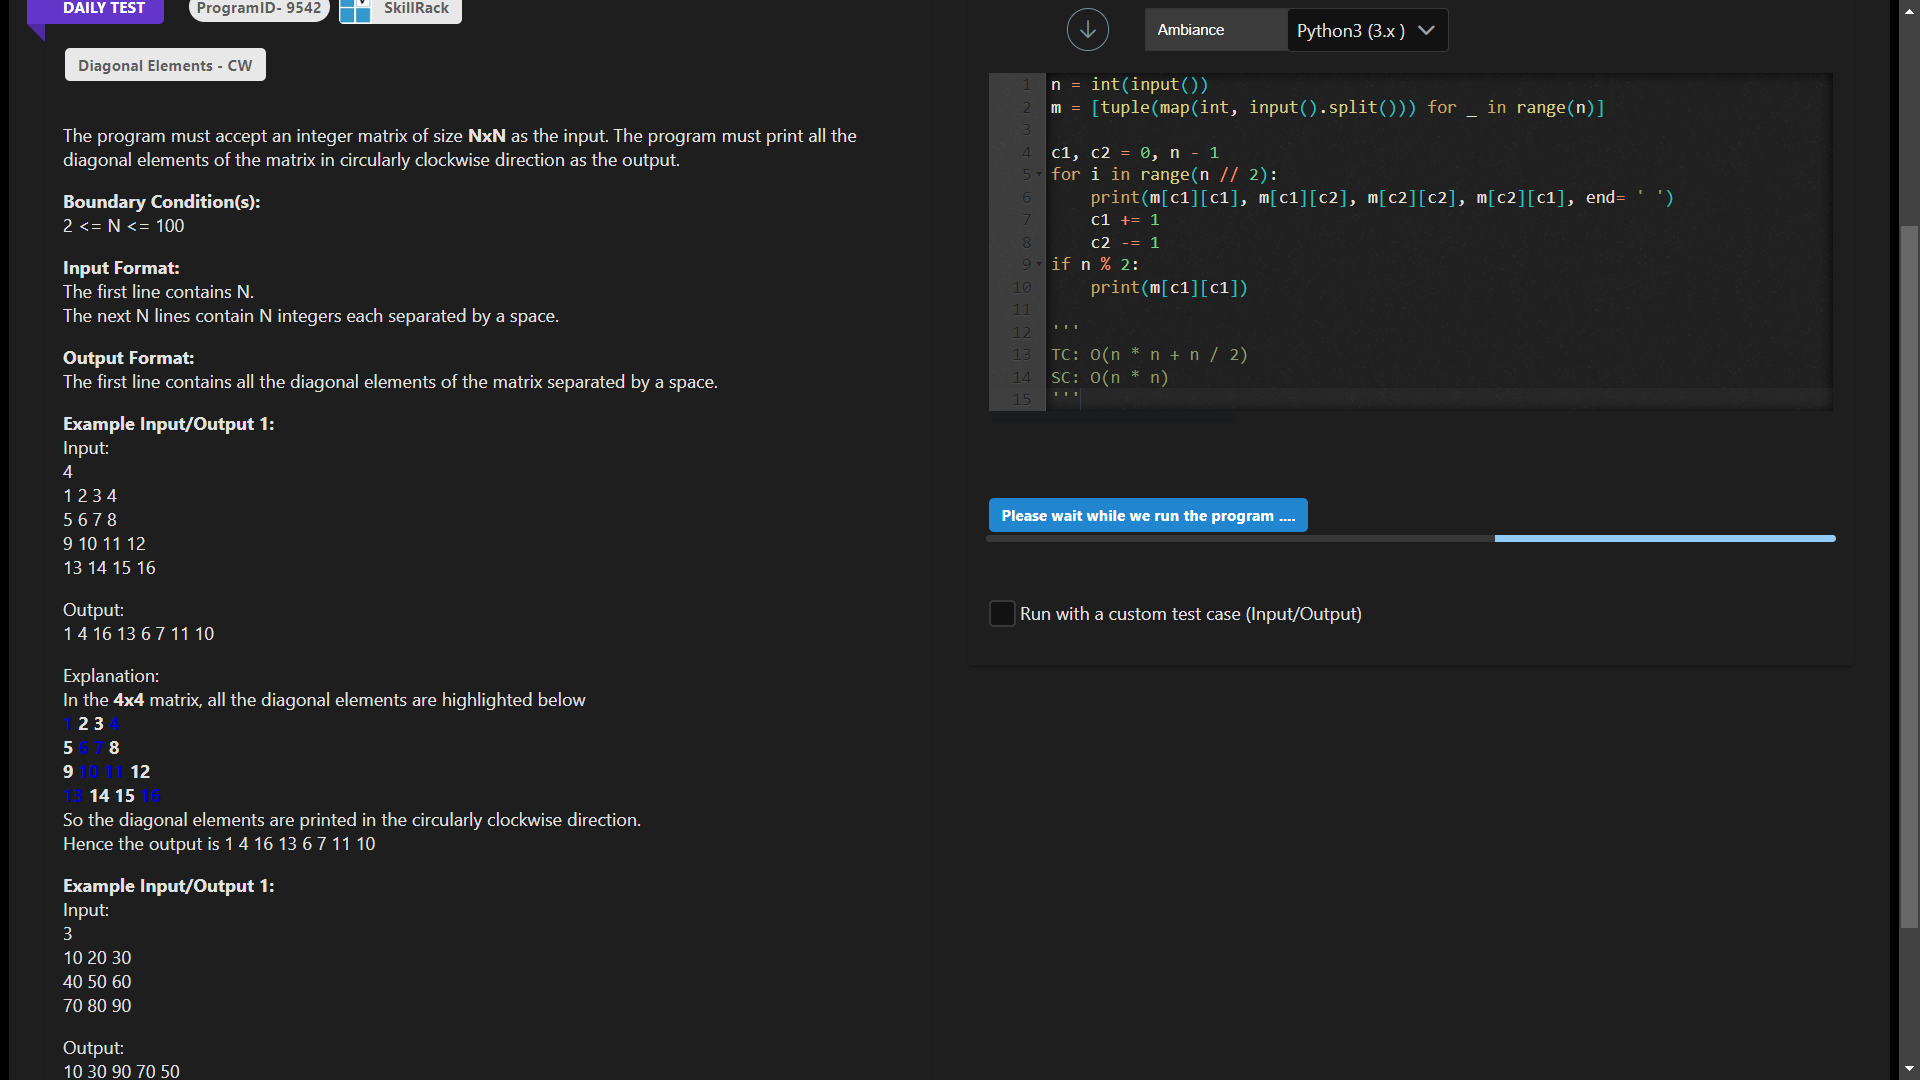 DAILY TEST
ProgramID- 9542
SkillRack
Diagonal Elements - CW
The program must accept an integer matrix of size NxN as the input. The program must print all the
diagonal elements of the matrix in circularly clockwise direction as the output.
Boundary Condition(s):
2 <= N <= 100
Input Format:
The first line contains N.
The next N lines contain N integers each separated by a space.
Output Format:
The first line contains all the diagonal elements of the matrix separated by a space.
Example Input/Output 1:
Input:
4
1 2 3 4
5 6 7 8
9 10 11 12
13 14 15 16
Output:
1 4 16 13 6 7 11 10
Explanation:
In the 4x4 matrix, all the diagonal elements are highlighted below
1 2 3 4
5 6 7 8
9 10 11 12
13 14 15 16
So the diagonal elements are printed in the circularly clockwise direction.
Hence the output is 1 4 16 13 6 7 11 10
Example Input/Output 1:
Input:
3
10 20 30
40 50 60
70 80 90
Output:
10 30 90 70 50
Ambiance
Python3 (3.x )
1 n = int(input())
2 m = [tuple(map(int, input().split())) for _ in range(n)]
3
4 c1, c2 = 0, n - 1
5 for i in range(n // 2):
6     print(m[c1][c1], m[c1][c2], m[c2][c2], m[c2][c1], end= ' ')
7     c1 += 1
8     c2 -= 1
9 if n % 2:
10     print(m[c1][c1])
11
12 '''
13 TC: O(n * n + n / 2)
14 SC: O(n * n)
15 '''
Please wait while we run the program ....
Run with a custom test case (Input/Output)